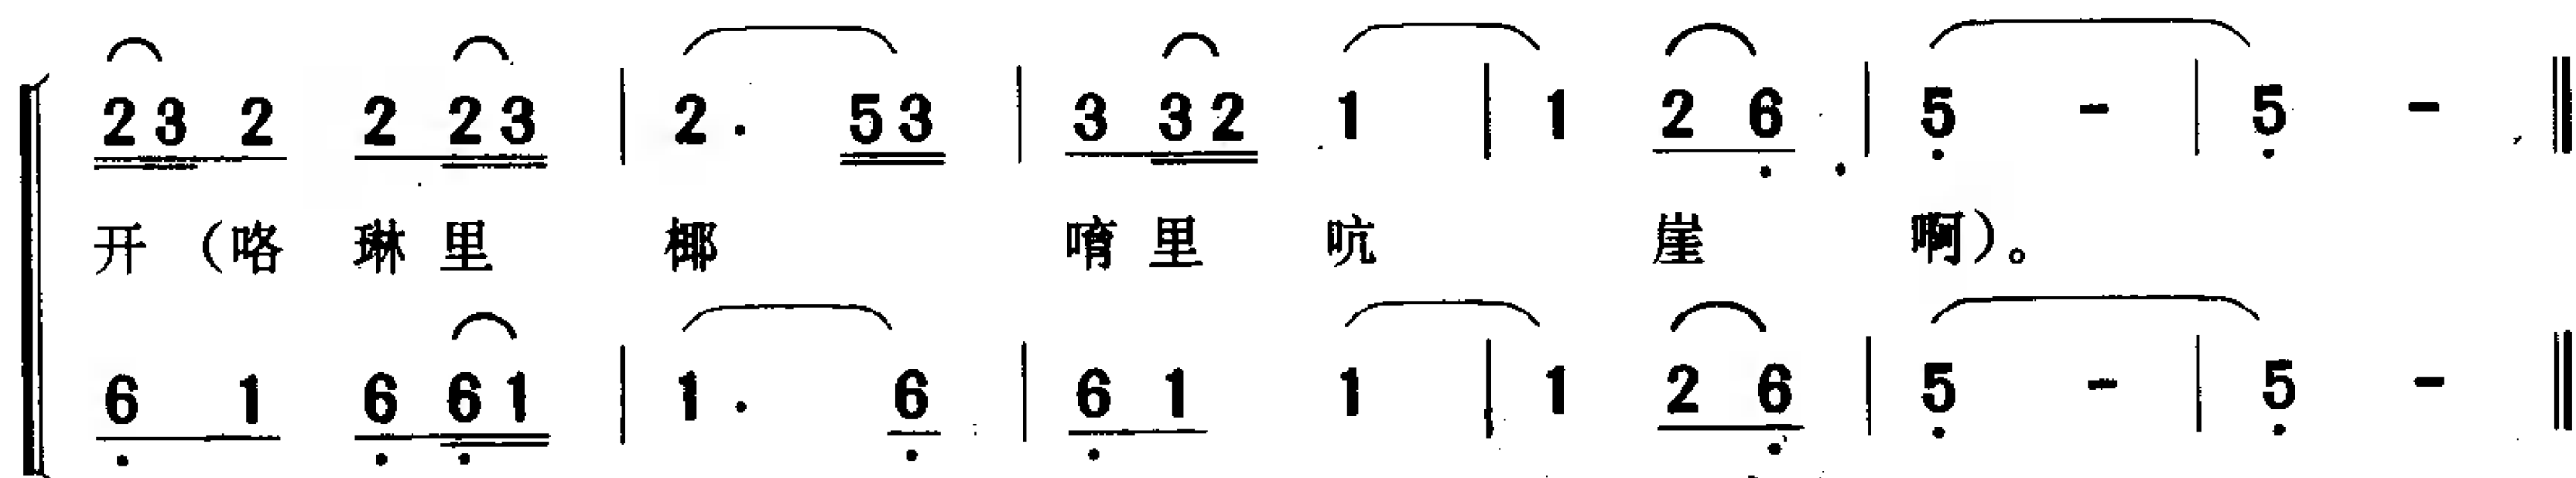 23 2 2 23 | 2. 53 | 3 32 1 | 1 2 6 | 5 - | 5 - ‖
开（咯 琳里 椰 唷里 吭 崖 啊）。
6 1 6 61 | 1. 6 | 6 1 1 | 1 2 6 | 5 - | 5 - ‖